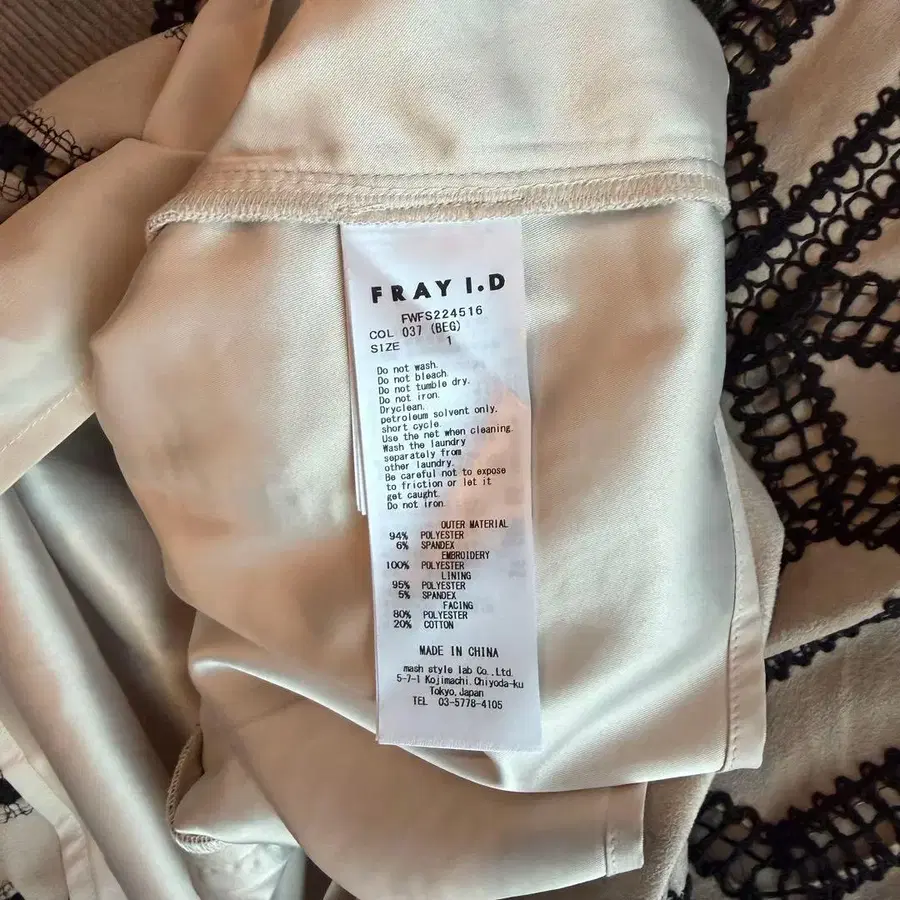 FRAY I.D
FWFS224516
COL 037 (BEG)
SIZE 1
Do not wash.
Do not bleach.
Do not tumble dry.
Do not iron.
Dryclean.
petroleum solvent only.
short cycle.
Use the net when cleaning.
Wash the laundry
separately from
other laundry.
Be careful not to expose
to friction or let it
get caught.
Do not iron.
OUTER MATERIAL
94% POLYESTER
6% SPANDEX
EMBROIDERY
100% POLYESTER
LINING
95% POLYESTER
5% SPANDEX
FACING
80% POLYESTER
20% COTTON
MADE IN CHINA
mash style lab Co.,Ltd.
5-7-1 Kojimachi,Chiyoda-ku
Tokyo,Japan
TEL 03-5778-4105